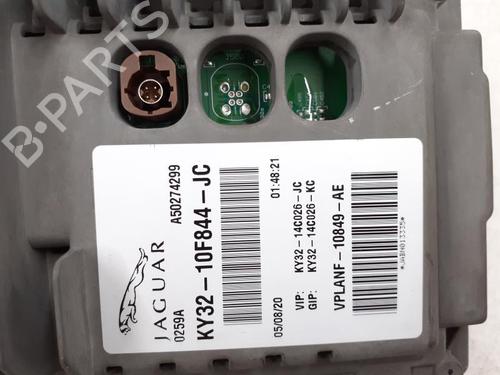 JAGUAR
0259A
A50274299
KY32-10F844-JC
05/08/20
01:48:21
VIP: KY32-14C026-JC
GIP: KY32-14C026-KC
VPLANF-10849-AE
*JABN013335*